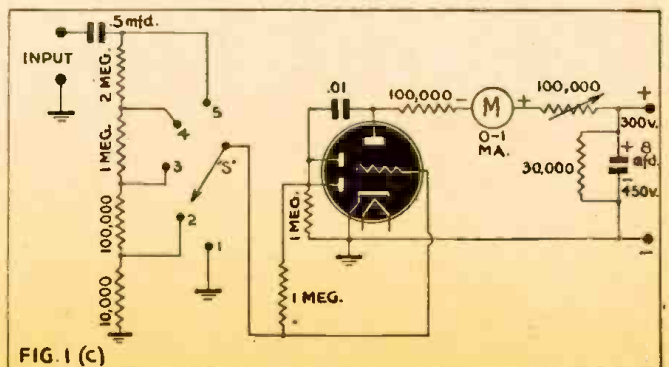 .5 mfd.
INPUT
2 MEG.
1 MEG.
100,000
10,000
5
4
3
2
1
"S"
.01
100,000
- M +
0-1
MA.
100,000
+
300v.
30,000
+ 8
mfd.
-
450v.
-
1 MEG.
1 MEG.
FIG. 1 (C)